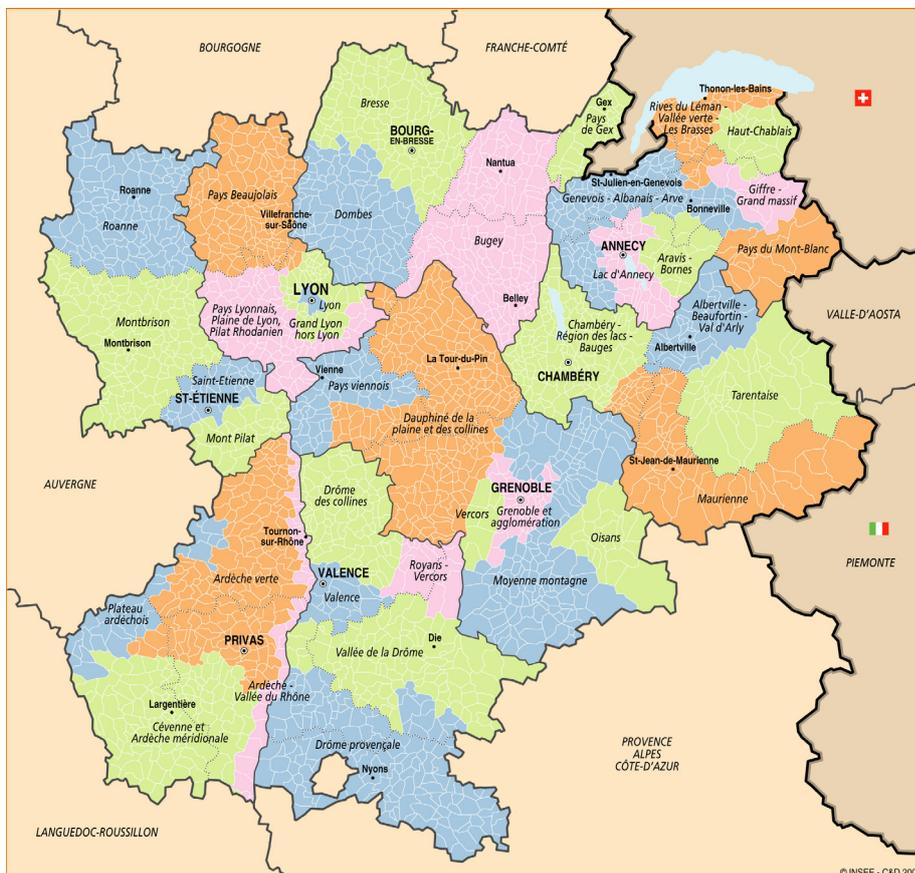 BOURGOGNE
FRANCHE-COMTÉ
Thonon-les-Bains
Rives du Léman -
Vallée verte -
Les Brasses
Haut-Chablais
Gex
Pays
de Gex
Bresse
BOURG-
EN-BRESSE
Nantua
Roanne
Roanne
Pays Beaujolais
Villefranche-
sur-Saône
Dombes
St-Julien-en-Genevois
Genevois - Albanais - Arve
Bonneville
Giffre -
Grand massif
Bugey
ANNECY
Lac d'Annecy
Aravis -
Bornes
Pays du Mont-Blanc
LYON
Lyon
Grand Lyon
hors Lyon
Pays Lyonnais,
Plaine de Lyon,
Pilat Rhodanien
Belley
Albertville -
Beaufortin -
Val d'Arly
Albertville
VALLE-D'AOSTA
Montbrison
Montbrison
Chambéry -
Région des lacs -
Bauges
CHAMBÉRY
La Tour-du-Pin
Vienne
Pays viennois
Saint-Etienne
ST-ÉTIENNE
Tarentaise
Mont Pilat
Dauphiné de la
plaine et des collines
St-Jean-de-Maurienne
Maurienne
AUVERGNE
Drôme
des collines
GRENOBLE
Grenoble et
agglomération
Vercors
Oisans
Tournon-
sur-Rhône
PIEMONTE
Ardèche verte
VALENCE
Valence
Royans -
Vercors
Moyenne montagne
Plateau
ardéchois
PRIVAS
Die
Vallée de la Drôme
Ardèche -
Vallée du Rhône
Largentière
Cévenne et
Ardèche méridionale
Drôme provençale
Nyons
PROVENCE
ALPES
CÔTE-D'AZUR
LANGUEDOC-ROUSSILLON
© INSEE - C&D 200